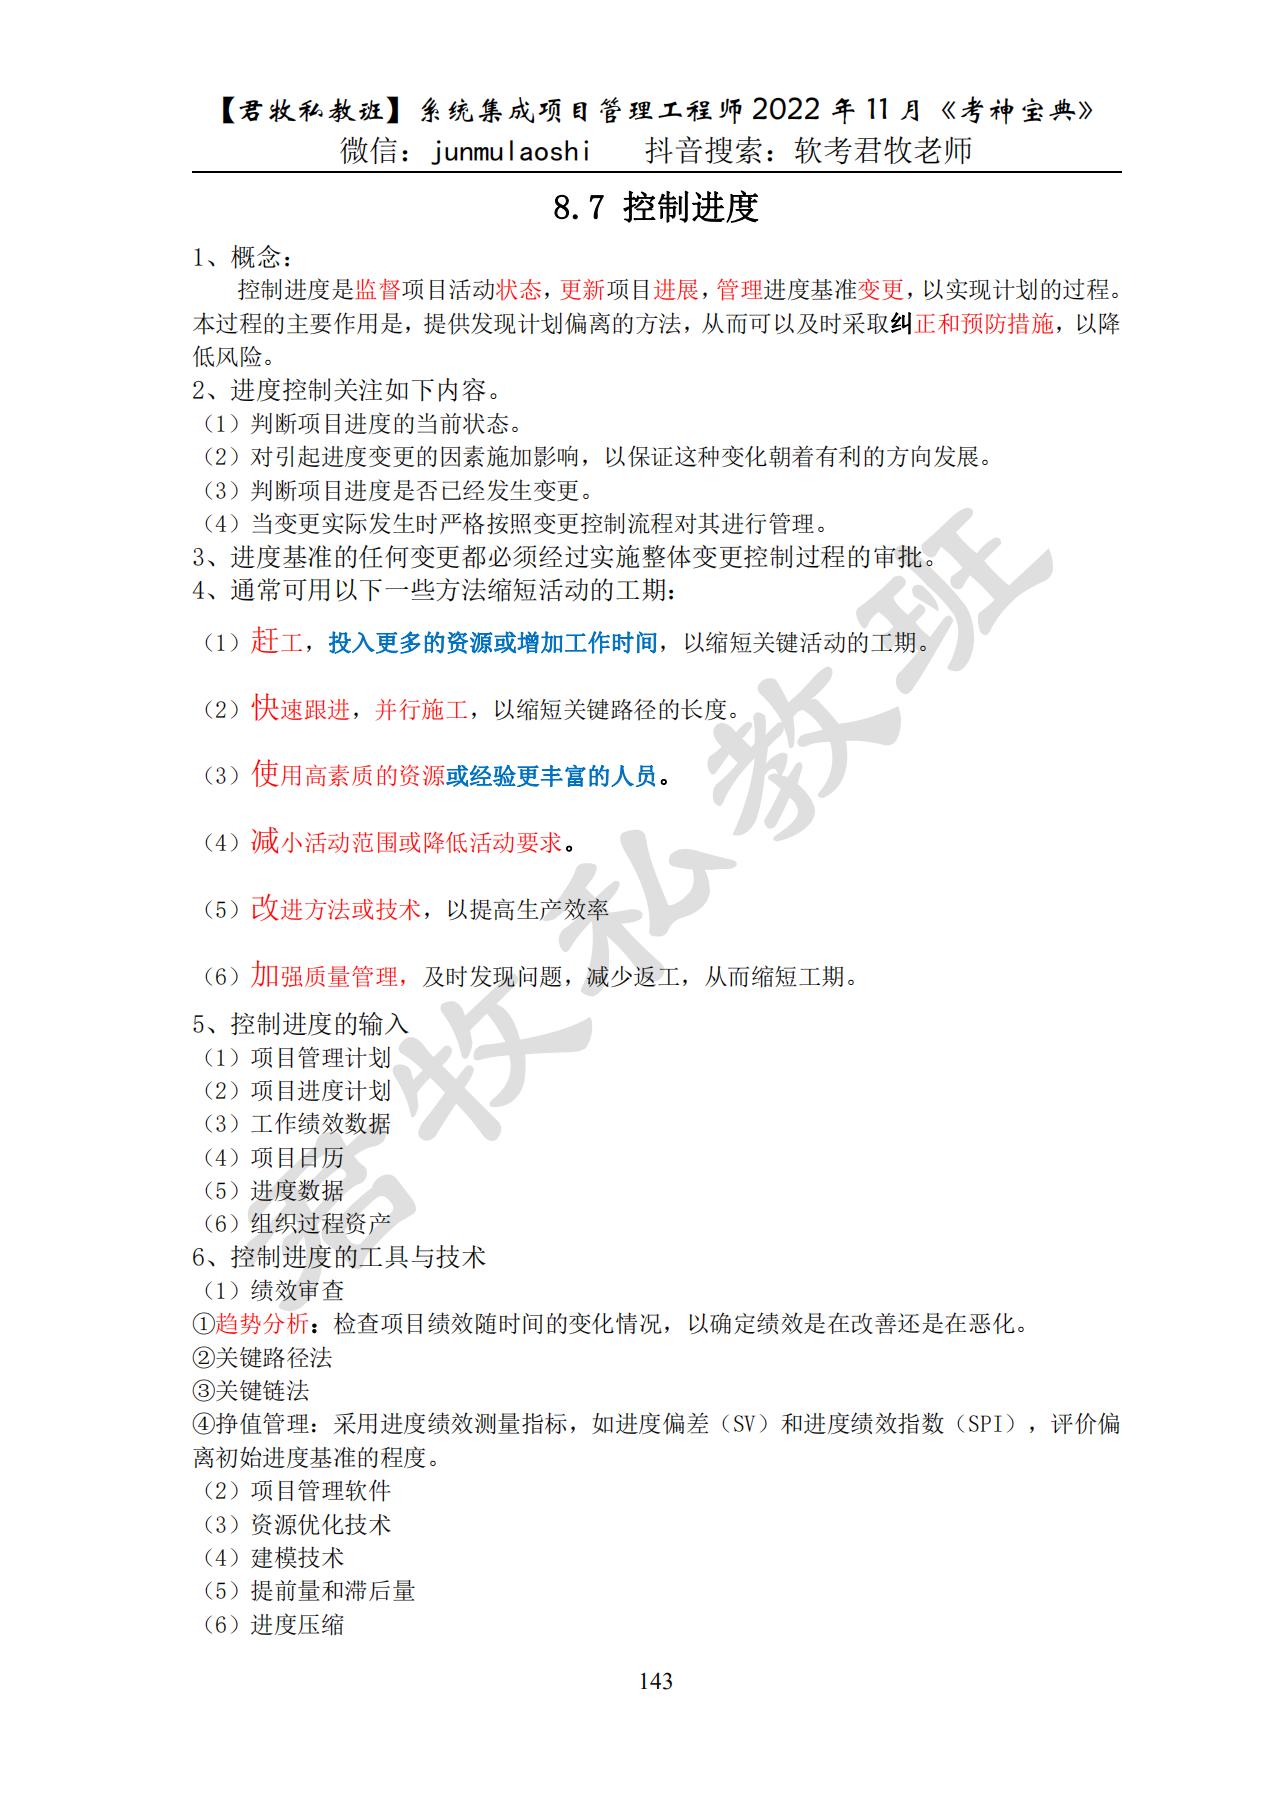 【君牧私教班】系统集成项目管理工程师 2022 年 11 月《考神宝典》
微信：junmulaoshi 抖音搜索：软考君牧老师
8.7 控制进度
1、概念：
控制进度是监督项目活动状态，更新项目进展，管理进度基准变更，以实现计划的过程。
本过程的主要作用是，提供发现计划偏离的方法，从而可以及时采取纠正和预防措施，以降
低风险。
2、进度控制关注如下内容。
（1）判断项目进度的当前状态。
（2）对引起进度变更的因素施加影响，以保证这种变化朝着有利的方向发展。
（3）判断项目进度是否已经发生变更。
（4）当变更实际发生时严格按照变更控制流程对其进行管理。
3、进度基准的任何变更都必须经过实施整体变更控制过程的审批。
4、通常可用以下一些方法缩短活动的工期：
（1）赶工，投入更多的资源或增加工作时间，以缩短关键活动的工期。
（2）快速跟进，并行施工，以缩短关键路径的长度。
（3）使用高素质的资源或经验更丰富的人员。
（4）减小活动范围或降低活动要求。
（5）改进方法或技术，以提高生产效率
（6）加强质量管理，及时发现问题，减少返工，从而缩短工期。
5、控制进度的输入
（1）项目管理计划
（2）项目进度计划
（3）工作绩效数据
（4）项目日历
（5）进度数据
（6）组织过程资产
6、控制进度的工具与技术
（1）绩效审查
①趋势分析：检查项目绩效随时间的变化情况，以确定绩效是在改善还是在恶化。
②关键路径法
③关键链法
④挣值管理：采用进度绩效测量指标，如进度偏差（SV）和进度绩效指数（SPI），评价偏
离初始进度基准的程度。
（2）项目管理软件
（3）资源优化技术
（4）建模技术
（5）提前量和滞后量
（6）进度压缩
143
君牧私教班